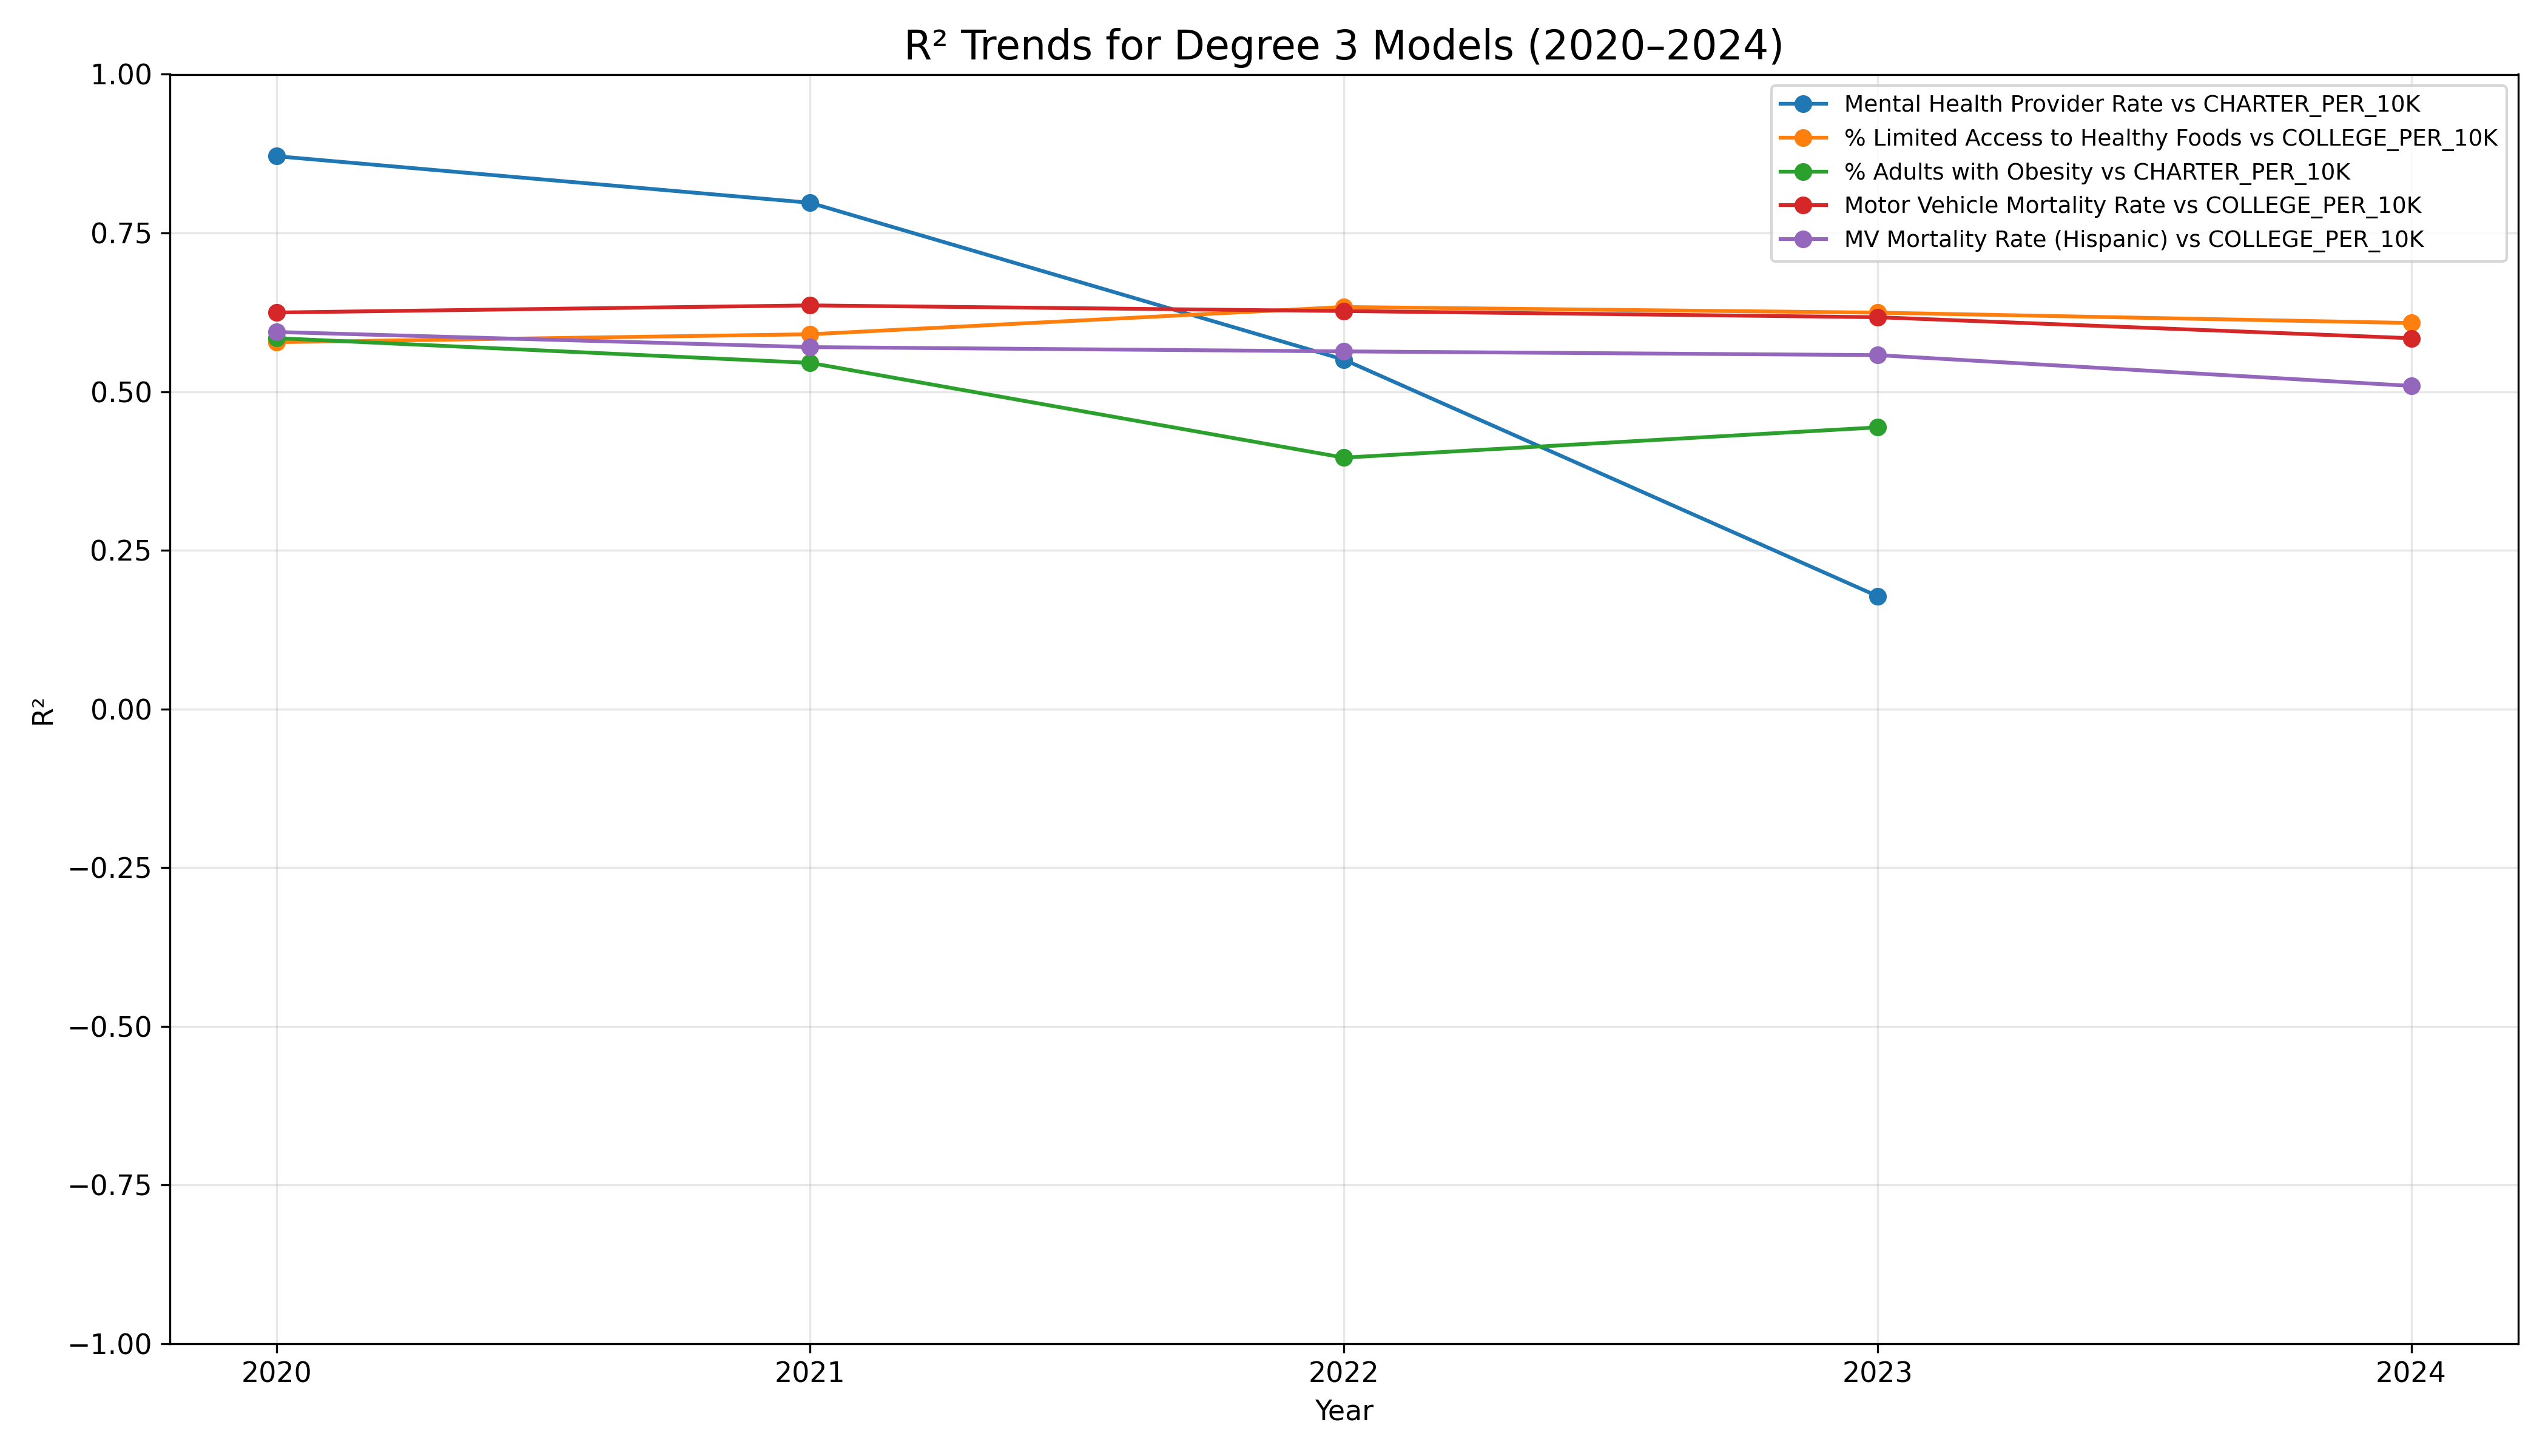 R² Trends for Degree 3 Models (2020–2024)
1.00
0.75
0.50
0.25
0.00
−0.25
−0.50
−0.75
−1.00
R²
Mental Health Provider Rate vs CHARTER_PER_10K
% Limited Access to Healthy Foods vs COLLEGE_PER_10K
% Adults with Obesity vs CHARTER_PER_10K
Motor Vehicle Mortality Rate vs COLLEGE_PER_10K
MV Mortality Rate (Hispanic) vs COLLEGE_PER_10K
2020 2021 2022 2023 2024
Year